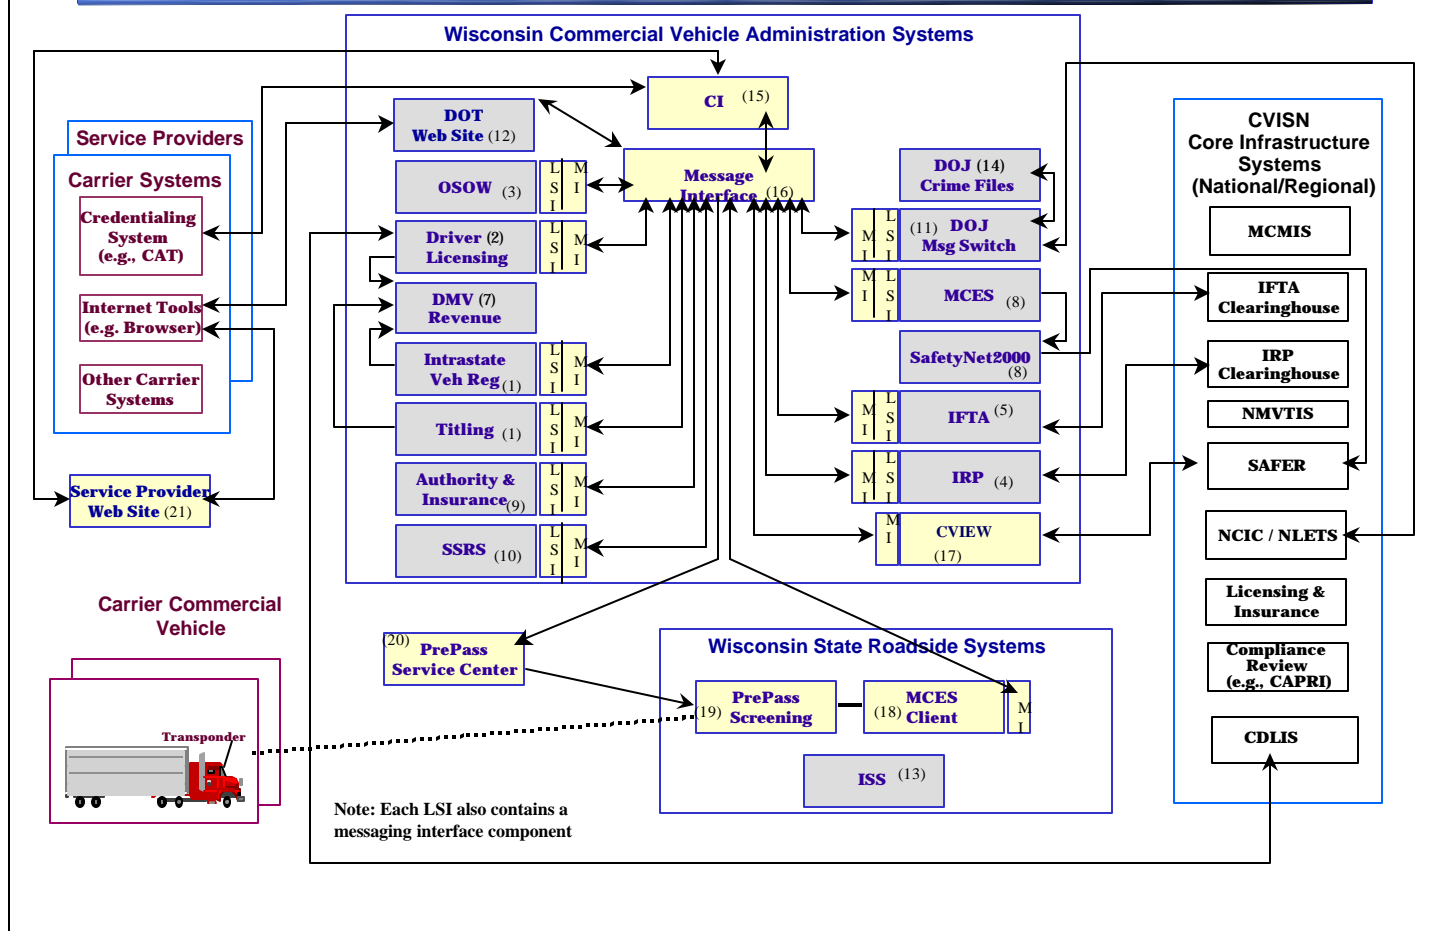 Wisconsin Commercial Vehicle Administration Systems
CI (15)
DOT
Web Site (12)
Message
Interface (16)
OSOW (3)
L
S
I
M
I
Driver (2)
Licensing
L
S
I
M
I
DMV (7)
Revenue
Intrastate
Veh Reg (1)
L
S
I
M
I
Titling (1)
L
S
I
M
I
Authority &
Insurance (9)
L
S
I
M
I
SSRS (10)
L
S
I
M
I
DOJ (14)
Crime Files
M
I
L
S
I
(11) DOJ
Msg Switch
M
I
L
S
I
MCES (8)
SafetyNet2000
(8)
M
I
L
S
I
IFTA (5)
M
I
L
S
I
IRP (4)
M
I
CVIEW
(17)
Service Providers
Carrier Systems
Credentialing
System
(e.g., CAT)
Internet Tools
(e.g. Browser)
Other Carrier
Systems
Service Provider
Web Site (21)
Carrier Commercial
Vehicle
Transponder
(20)
PrePass
Service Center
Note: Each LSI also contains a
messaging interface component
Wisconsin State Roadside Systems
PrePass
(19) Screening
MCES
(18) Client
M
I
ISS (13)
CVISN
Core Infrastructure
Systems
(National/Regional)
MCMIS
IFTA
Clearinghouse
IRP
Clearinghouse
NMVTIS
SAFER
NCIC / NLETS
Licensing &
Insurance
Compliance
Review
(e.g., CAPRI)
CDLIS